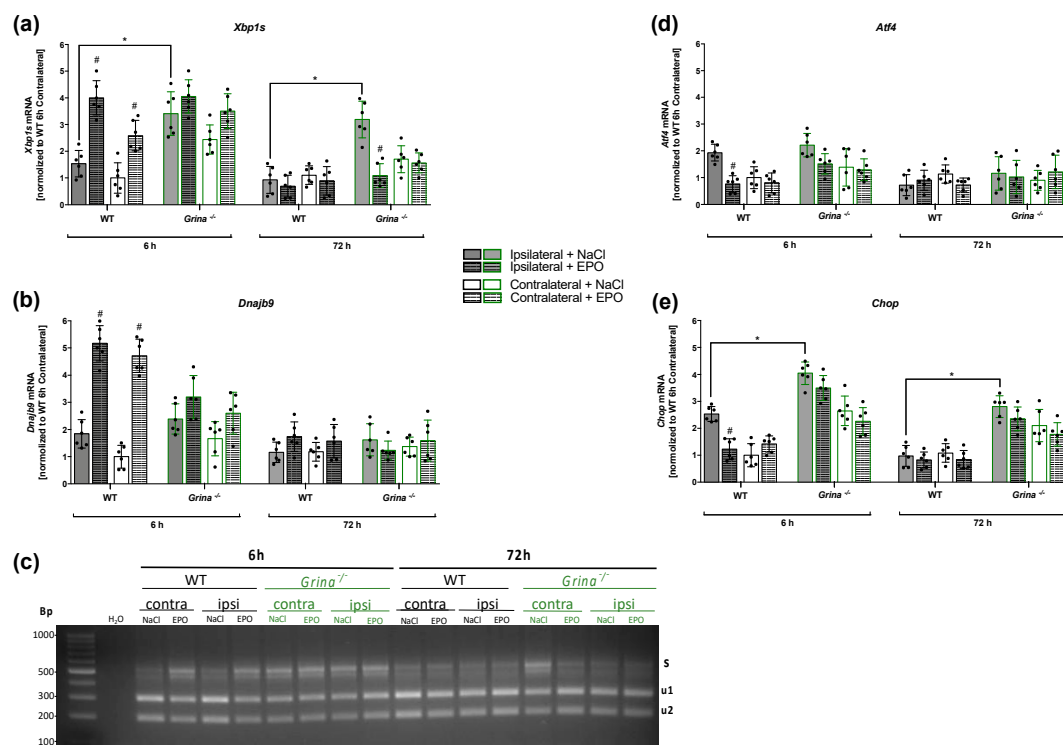 (a)
Xbp1s
Xbp1s mRNA
[normalized to WT 6h Contralateral]
6
5
4
3
2
1
0
*
#
#
*
#
WT
Grina -/-
WT
Grina -/-
6 h
72 h
(d)
Atf4
Atf4 mRNA
[normlized to WT 6h Contralateral]
6
5
4
3
2
1
0
#
WT
Grina -/-
WT
Grina -/-
6 h
72 h
Ipsilateral + NaCl
Ipsilateral + EPO
Contralateral + NaCl
Contralateral + EPO
(b)
Dnajb9
Dnajb9 mRNA
[normlized to WT 6h Contralateral]
6
5
4
3
2
1
0
#
#
WT
Grina -/-
WT
Grina -/-
6 h
72 h
(e)
Chop
Chop mRNA
[normlized to WT 6h Contralateral]
6
5
4
3
2
1
0
*
#
*
WT
Grina -/-
WT
Grina -/-
6 h
72 h
(c)
6h
72h
WT
Grina-/-
WT
Grina-/-
contra
ipsi
contra
ipsi
contra
ipsi
contra
ipsi
Bp
H2O
NaCl EPO NaCl EPO NaCl EPO NaCl EPO NaCl EPO NaCl EPO NaCl EPO NaCl EPO
1000
500
300
200
100
s
u1
u2